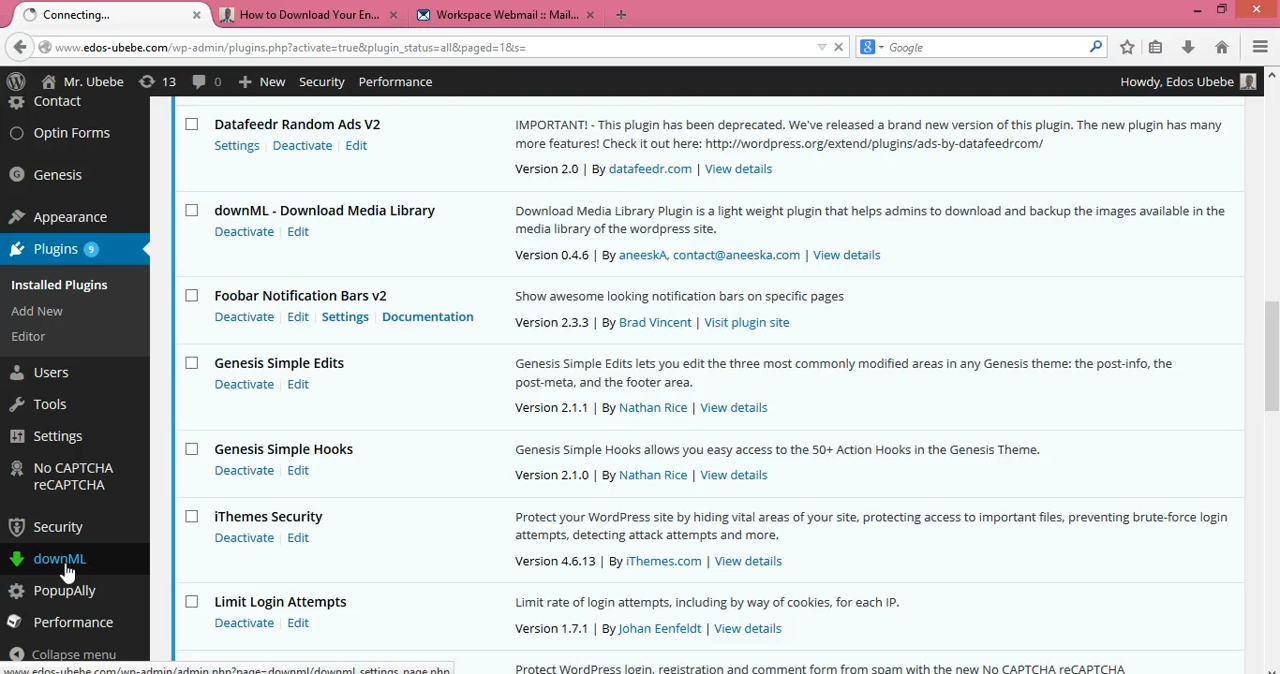 Connecting...
How to Download Your En...
Workspace Webmail :: Mail...
www.edos-ubebe.com/wp-admin/plugins.php?activate=true&plugin_status=all&paged=1&s=
Google
Mr. Ubebe
13
0
New
Security
Performance
Howdy, Edos Ubebe
Contact
Optin Forms
Genesis
Appearance
Plugins 9
Installed Plugins
Add New
Editor
Users
Tools
Settings
No CAPTCHA
reCAPTCHA
Security
downML
PopupAlly
Performance
Collapse menu
Datafeedr Random Ads V2
Settings | Deactivate | Edit
IMPORTANT! - This plugin has been deprecated. We've released a brand new version of this plugin. The new plugin has many
more features! Check it out here: http://wordpress.org/extend/plugins/ads-by-datafeedrcom/
Version 2.0 | By datafeedr.com | View details
downML - Download Media Library
Deactivate | Edit
Download Media Library Plugin is a light weight plugin that helps admins to download and backup the images available in the
media library of the wordpress site.
Version 0.4.6 | By aneeskA, contact@aneeska.com | View details
Foobar Notification Bars v2
Deactivate | Edit | Settings | Documentation
Show awesome looking notification bars on specific pages
Version 2.3.3 | By Brad Vincent | Visit plugin site
Genesis Simple Edits
Deactivate | Edit
Genesis Simple Edits lets you edit the three most commonly modified areas in any Genesis theme: the post-info, the
post-meta, and the footer area.
Version 2.1.1 | By Nathan Rice | View details
Genesis Simple Hooks
Deactivate | Edit
Genesis Simple Hooks allows you easy access to the 50+ Action Hooks in the Genesis Theme.
Version 2.1.0 | By Nathan Rice | View details
iThemes Security
Deactivate | Edit
Protect your WordPress site by hiding vital areas of your site, protecting access to important files, preventing brute-force login
attempts, detecting attack attempts and more.
Version 4.6.13 | By iThemes.com | View details
Limit Login Attempts
Deactivate | Edit
Limit rate of login attempts, including by way of cookies, for each IP.
Version 1.7.1 | By Johan Eenfeldt | View details
Protect WordPress login, registration and comment form from spam with the new No CAPTCHA reCAPTCHA
www.edos-ubebe.com/wp-admin/admin.php?page=downml/downml_settings_page.php